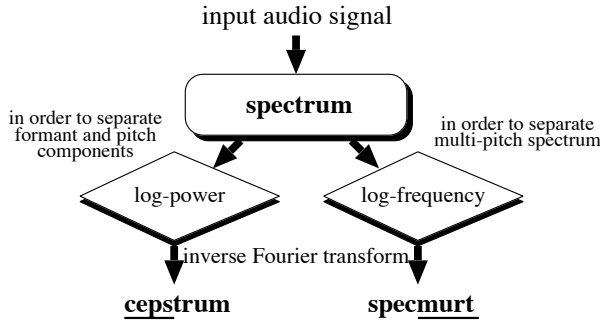 input audio signal
spectrum
in order to separate
formant and pitch
components
in order to separate
multi-pitch spectrum
log-power
log-frequency
inverse Fourier transform
cepstrum
specmurt